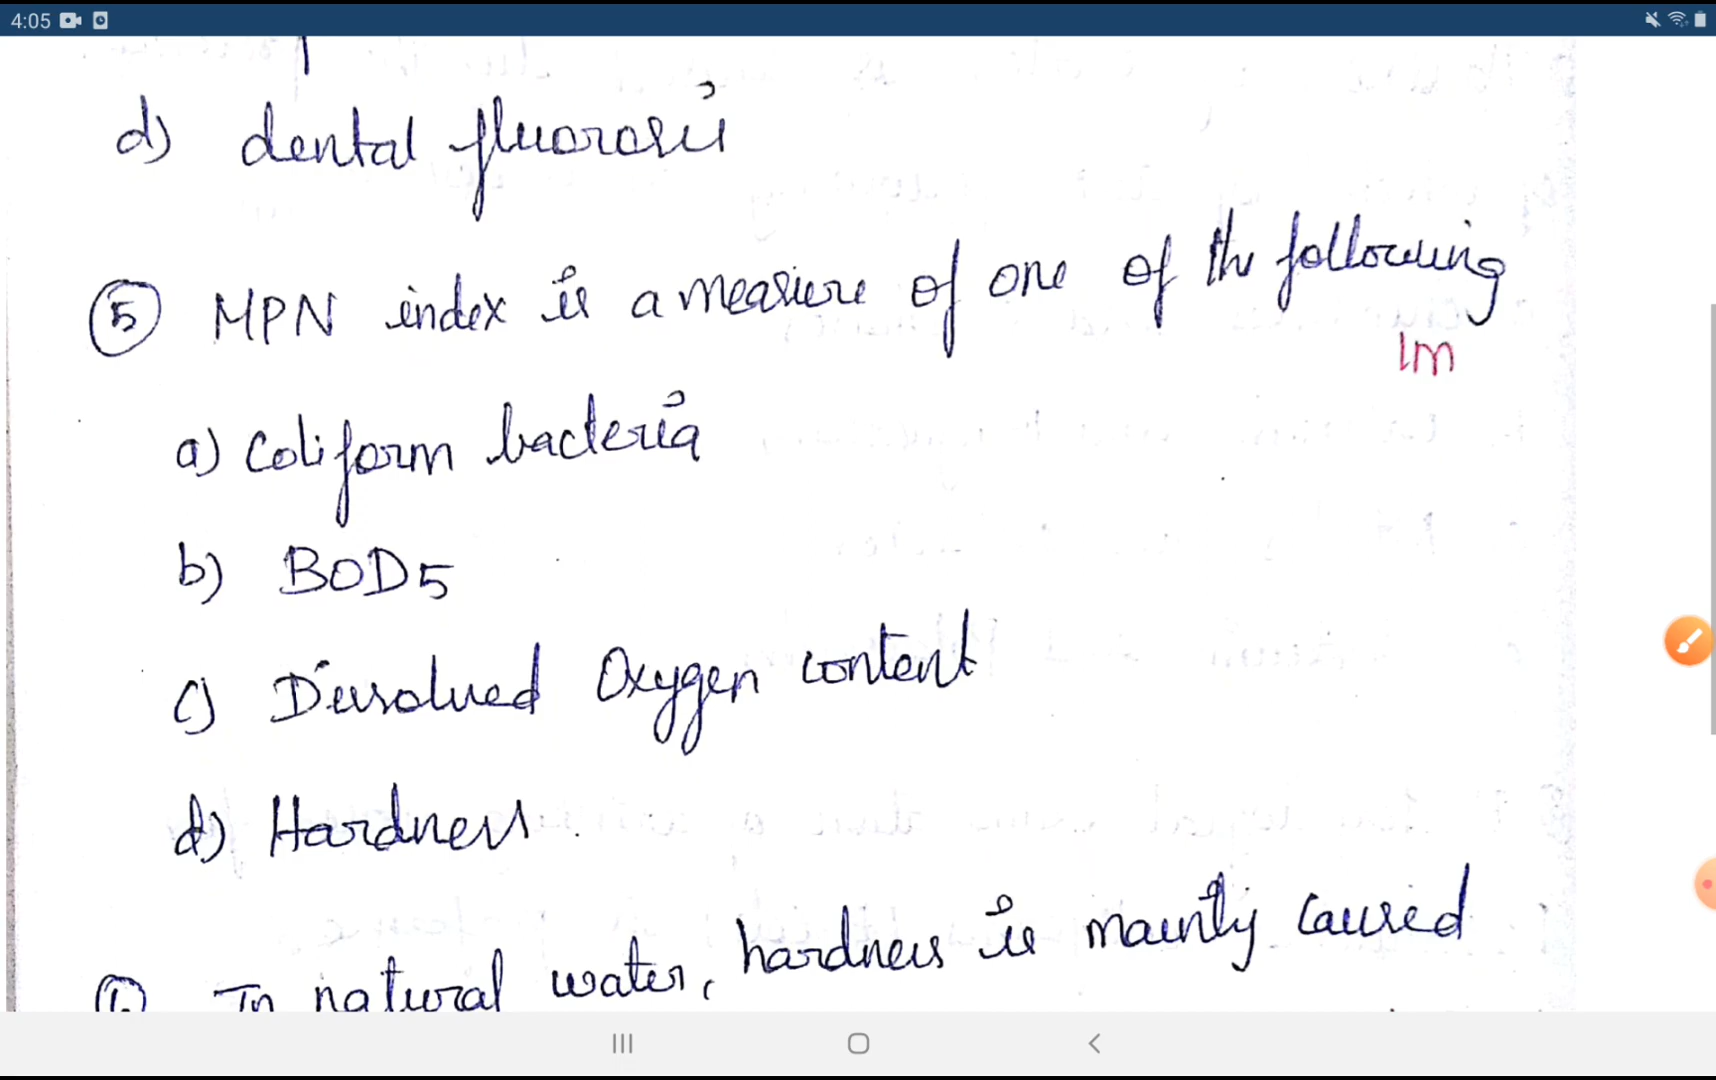 4:05
d) dental fluorosis
5 MPN index is a measure of one of the following
1m
a) Coliform bacteria
b) BOD5
c) Dissolved Oxygen content
d) Hardness.
In natural water, hardness is mainly caused